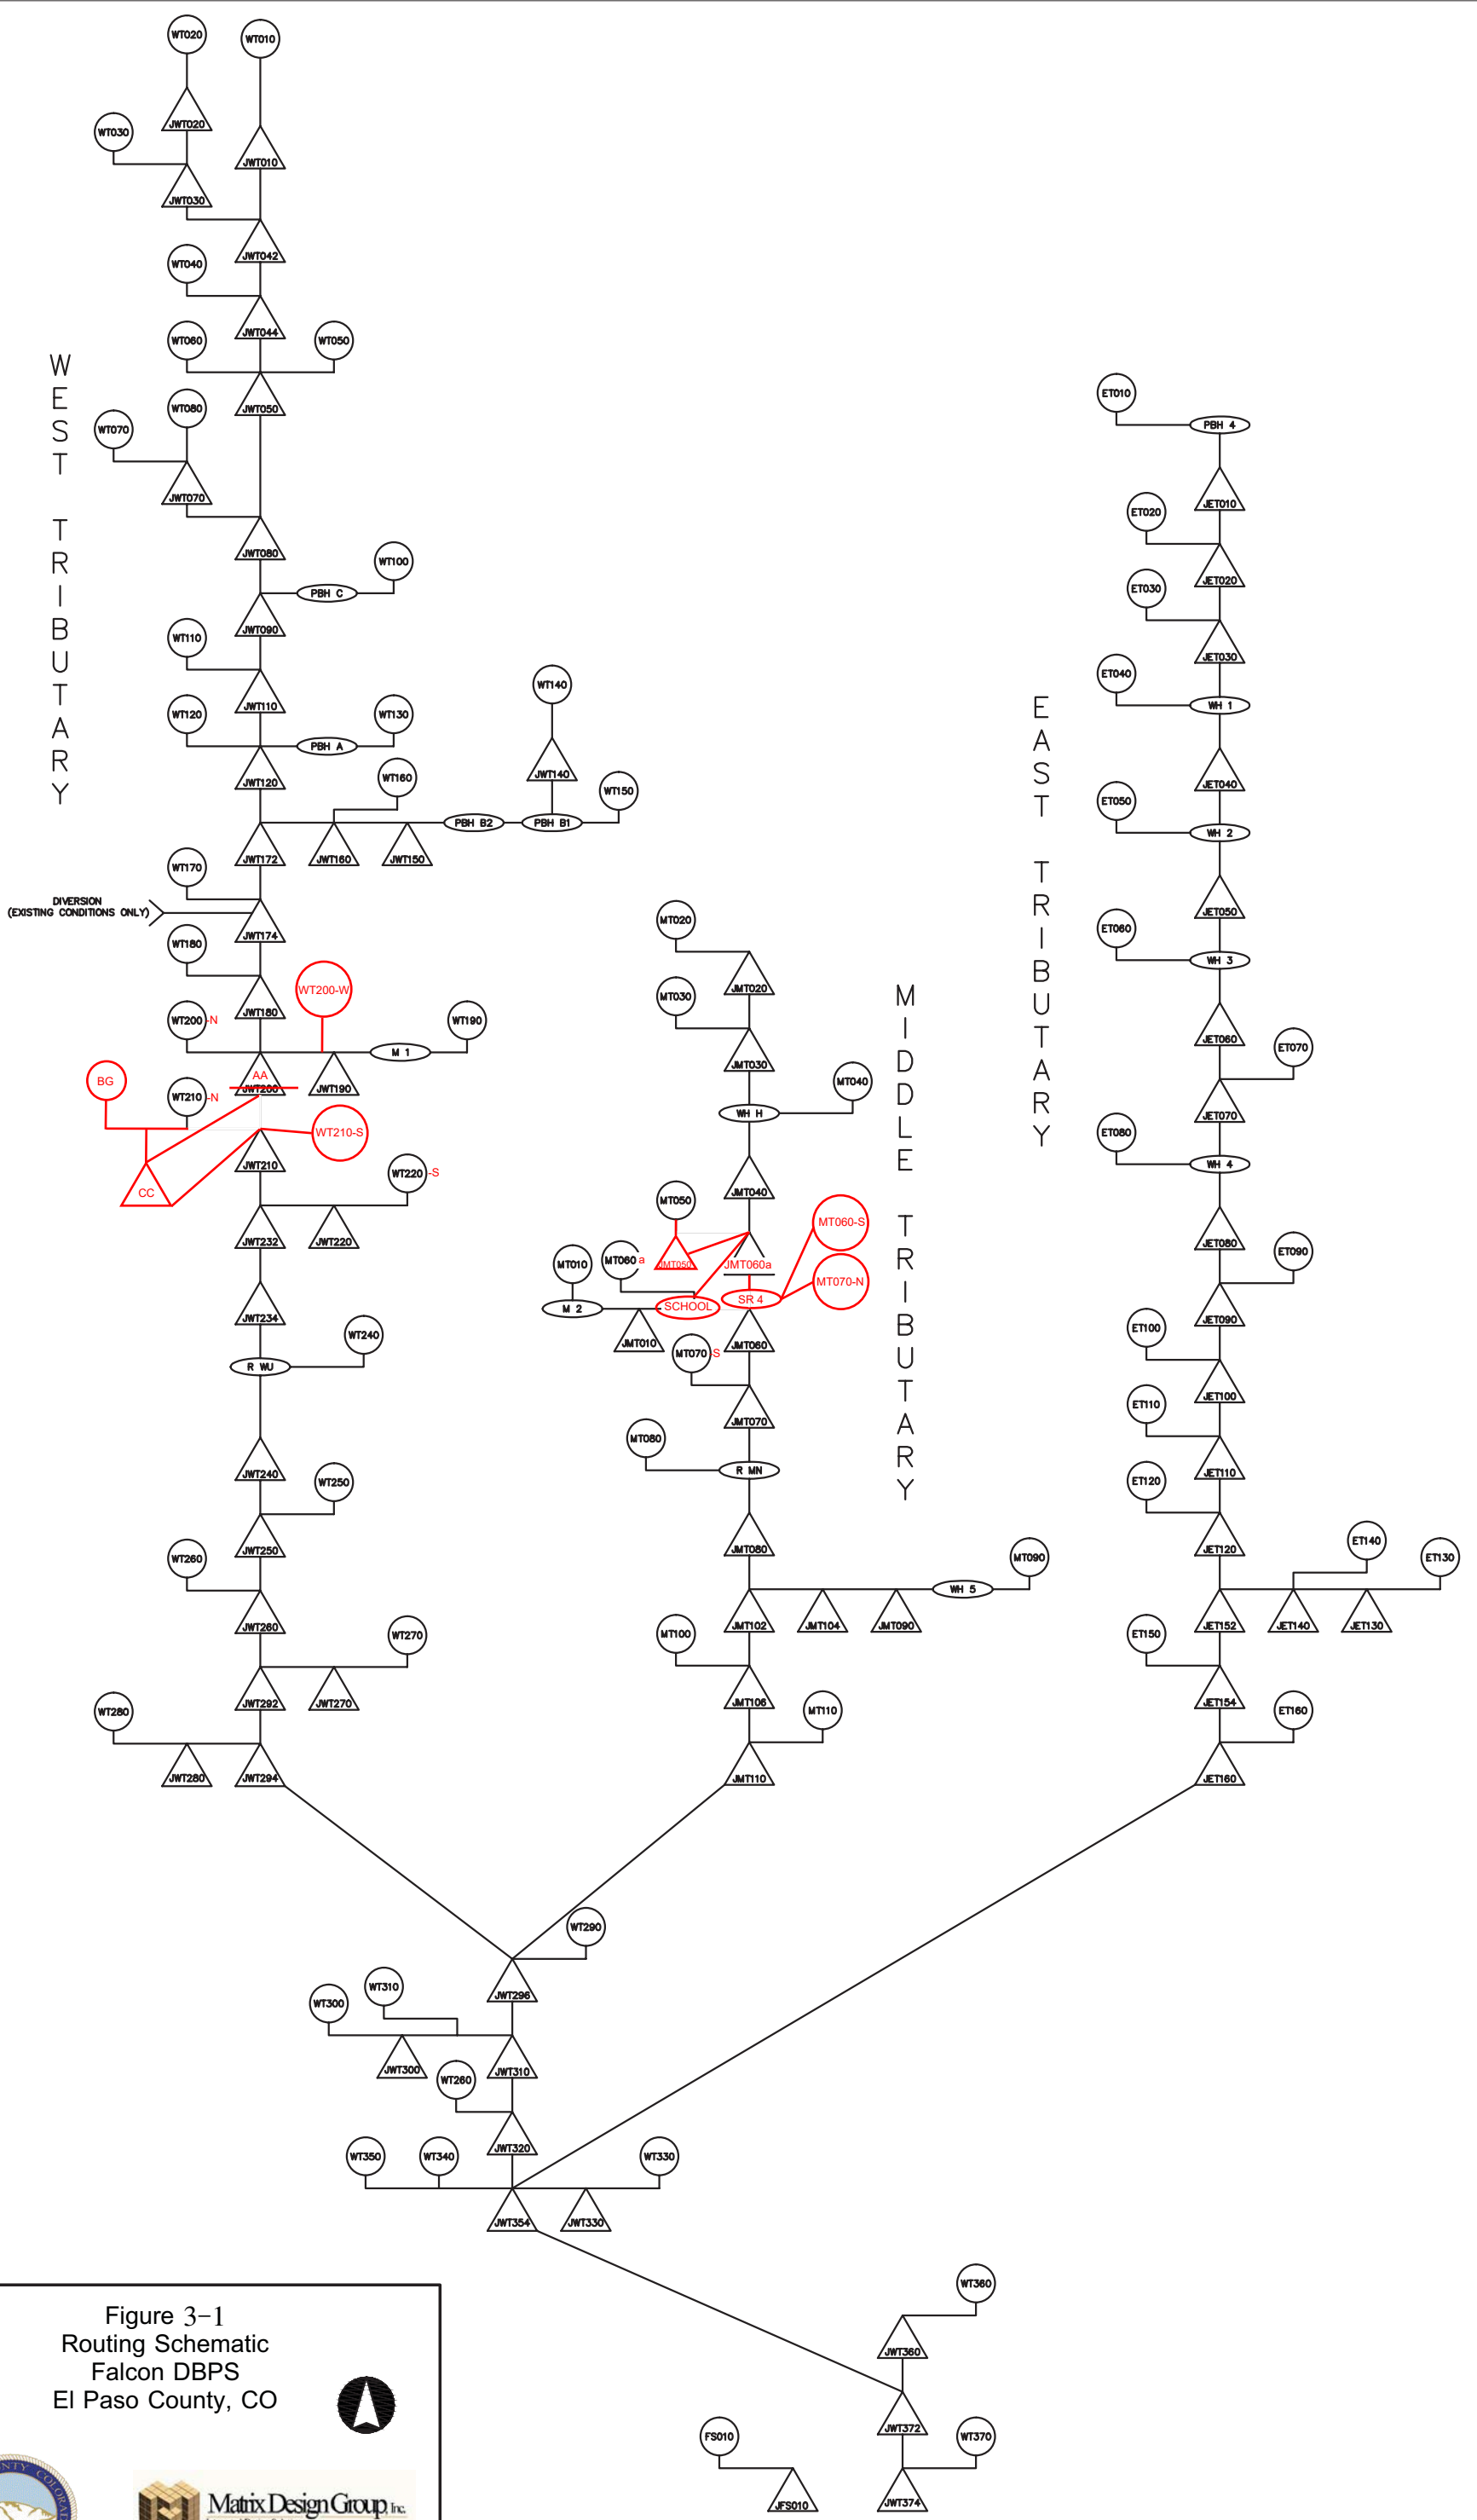 WT020
WT010
JWT020
WT030
JWT010
JWT030
JWT042
WT040
JWT044
WT060
WT050
JWT050
WT080
WT070
JWT070
JWT080
WT100
PBH C
JWT090
WT110
JWT110
WT140
WT120
WT130
PBH A
JWT120
JWT140
WT160
WT150
PBH B2
PBH B1
JWT172
JWT160
JWT150
WT170
DIVERSION
(EXISTING CONDITIONS ONLY)
JWT174
WT180
WT200-W
JWT180
WT200-N
WT190
M 1
AA
JWT200
JWT190
BG
WT210-N
WT210-S
JWT210
CC
WT220-S
JWT232
JWT220
JWT234
WT240
R WU
JWT240
WT250
JWT250
WT260
JWT260
WT270
JWT292
JWT270
WT280
JWT280
JWT294
WEST TRIBUTARY
MT020
JMT020
MT030
JMT030
MT040
WH H
JMT040
MT050
MT060-S
JMT050
JMT060a
MT060a
MT010
MT070-N
SR 4
M 2
SCHOOL
JMT010
JMT060
MT070-S
JMT070
MT080
R MN
JMT080
MT090
WH 5
JMT102
JMT104
JMT090
MT100
JMT106
MT110
JMT110
MIDDLE TRIBUTARY
ET010
PBH 4
JET010
ET020
JET020
ET030
JET030
ET040
WH 1
JET040
ET050
WH 2
JET050
ET060
WH 3
JET060
ET070
JET070
ET080
WH 4
JET080
ET090
JET090
ET100
JET100
ET110
JET110
ET120
JET120
ET140
ET130
JET152
JET140
JET130
ET150
JET154
ET160
JET160
EAST TRIBUTARY
WT290
JWT296
WT310
WT300
JWT300
JWT310
WT260
JWT320
WT350
WT340
WT330
JWT354
JWT330
WT360
JWT360
JWT372
FS010
WT370
JFS010
JWT374
Figure 3-1
Routing Schematic
Falcon DBPS
El Paso County, CO
Matrix Design Group, Inc.